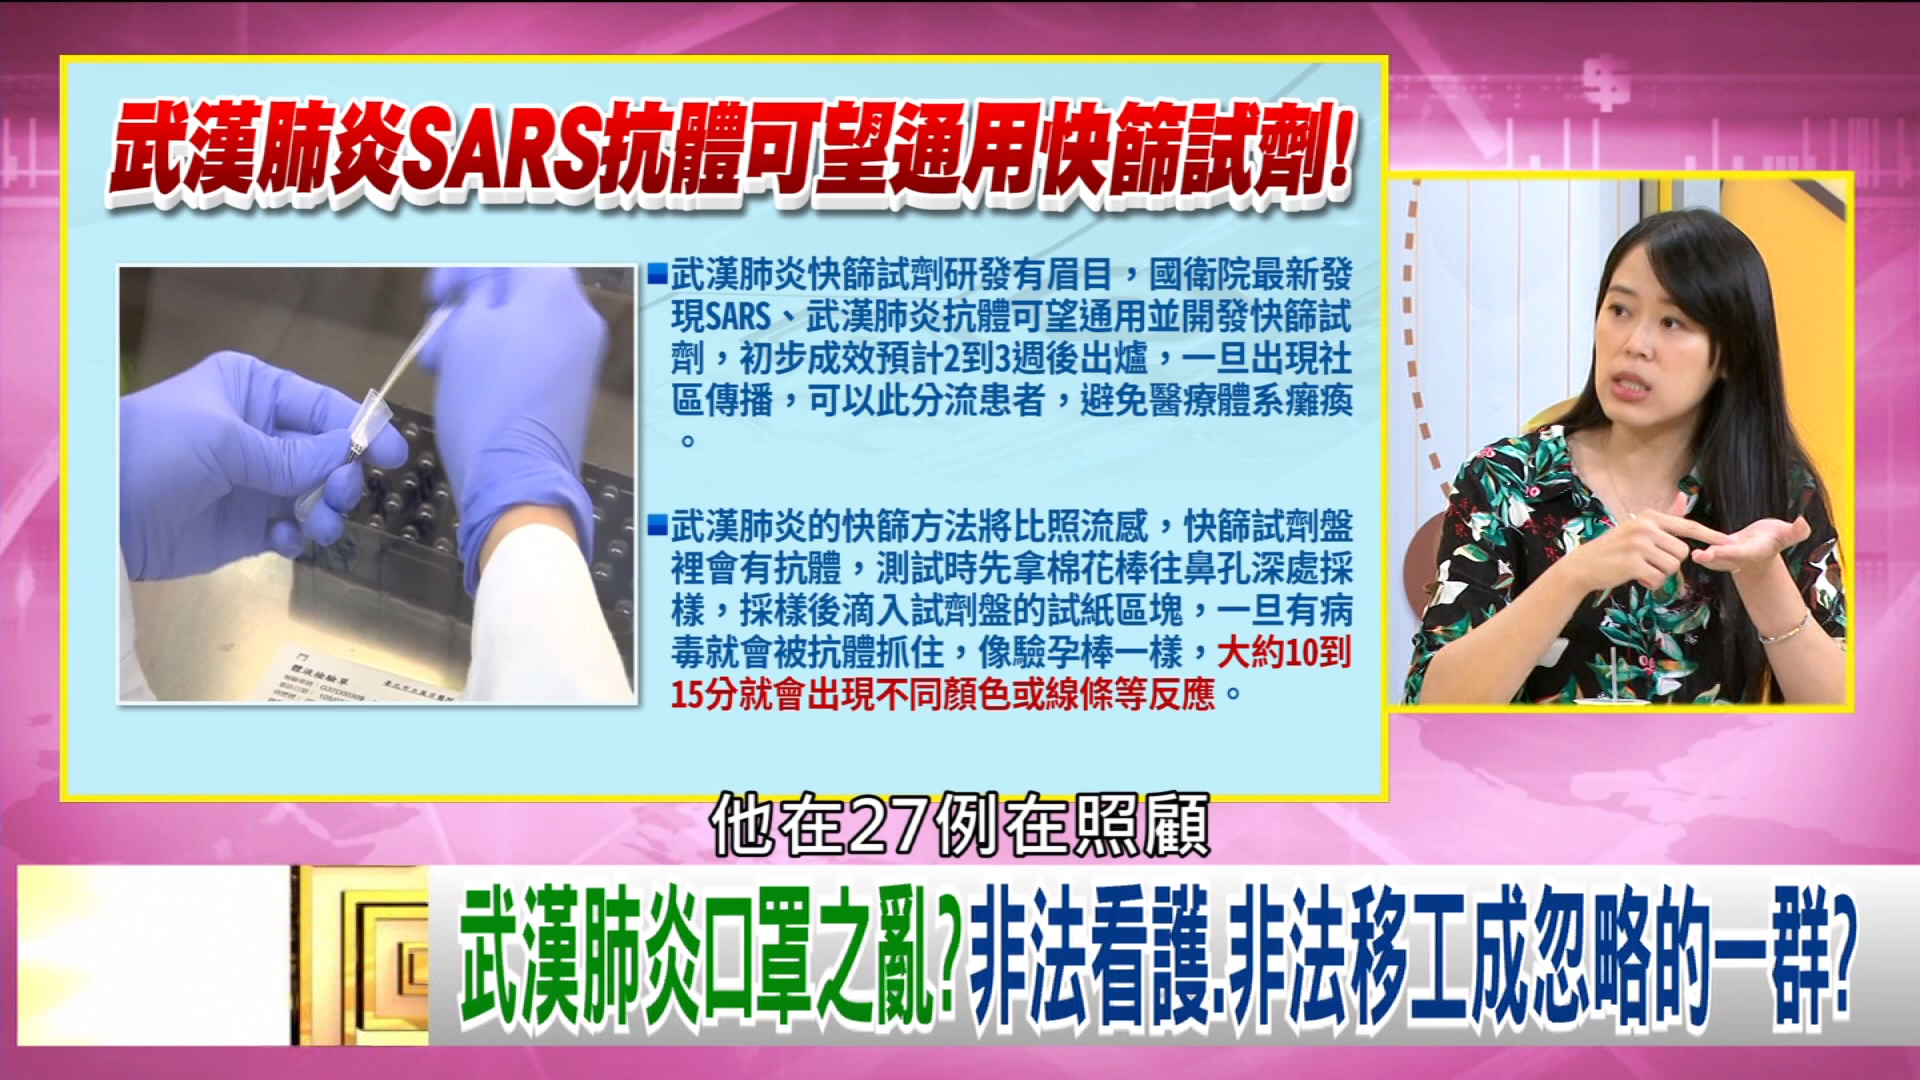 武漢肺炎SARS抗體可望通用快篩試劑!
武漢肺炎快篩試劑研發有眉目，國衛院最新發
現SARS、武漢肺炎抗體可望通用並開發快篩試
劑，初步成效預計2到3週後出爐，一旦出現社
區傳播，可以此分流患者，避免醫療體系癱瘓
。
武漢肺炎的快篩方法將比照流感，快篩試劑盤
裡會有抗體，測試時先拿棉花棒往鼻孔深處採
樣，採樣後滴入試劑盤的試紙區塊，一旦有病
毒就會被抗體抓住，像驗孕棒一樣，大約10到
15分就會出現不同顏色或線條等反應。
體液檢驗單
他在27例在照顧
武漢肺炎口罩之亂?非法看護.非法移工成忽略的一群?